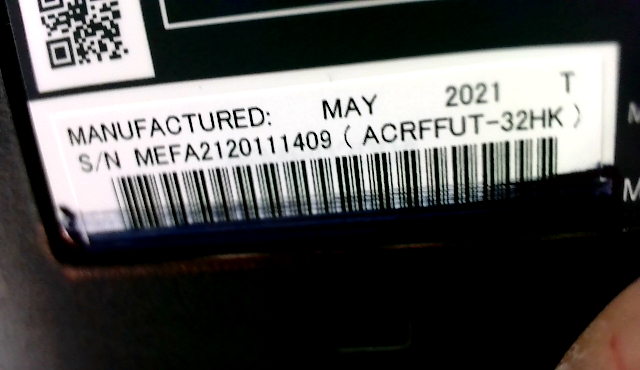 MANUFACTURED: MAY 2021 T
S/N MEFA2120111409 ( ACRFFUT-32HK )